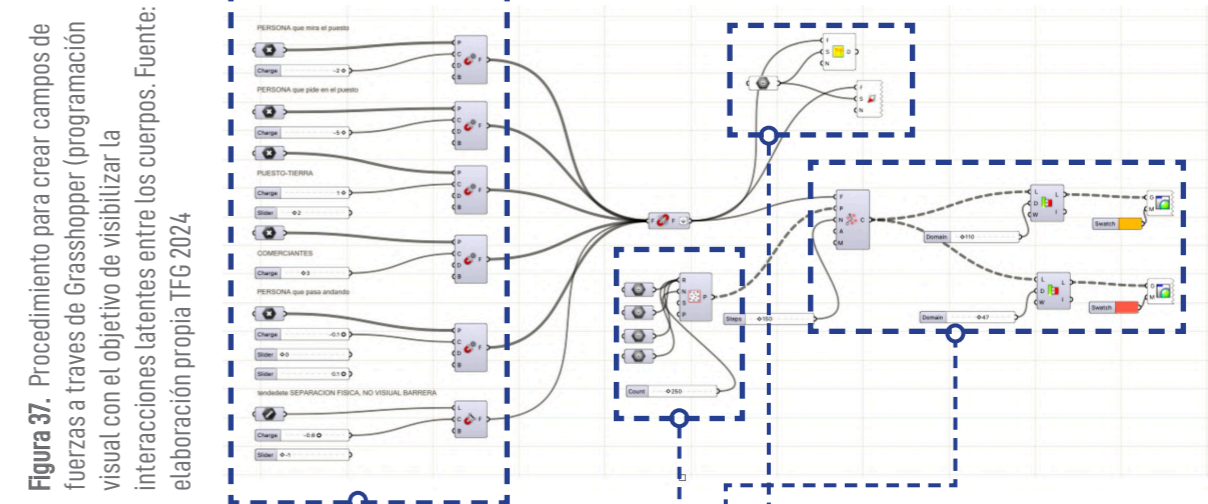 Figura 37. Procedimiento para crear campos de
fuerzas a traves de Grasshopper (programación
visual con el objetivo de visibilizar la
interacciones latentes entre los cuerpos. Fuente:
elaboración propia TFG 2024
PERSONA que mira el puesto
P
C
D
B
F
Charge -2
PERSONA que pide en el puesto
P
C
D
B
F
Charge -5
PUESTO-TIERRA
P
C
D
B
F
Charge 1
Slider 2
COMERCIANTES
P
C
D
B
F
Charge 3
PERSONA que pasa andando
P
C
D
B
F
Charge -0.1
Slider 0
Slider 0.1
tendedete SEPARACION FISICA, NO VISIUAL BARRERA
L
C
B
F
Charge -0.6
Slider -1
F F
F
S D
N
F
S
N
R
N
S
P
P
Count 250
F
P
N C
A
M
Steps 150
L L
D
W I
Domain 110
G
M
Swatch
L L
D
W I
Domain 47
G
M
Swatch